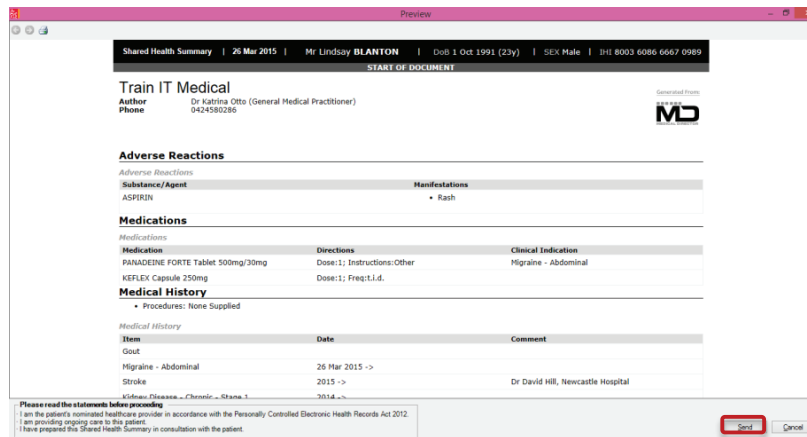 Preview
Shared Health Summary | 26 Mar 2015 | Mr Lindsay BLANTON | DoB 1 Oct 1991 (23y) | SEX Male | IHI 8003 6086 6667 0989
START OF DOCUMENT
Train IT Medical
Generated From:
Author Dr Katrina Otto (General Medical Practitioner)
Phone 0424580286
MD
Adverse Reactions
Adverse Reactions
Substance/Agent Manifestations
ASPIRIN • Rash
Medications
Medications
Medication Directions Clinical Indication
PANADEINE FORTE Tablet 500mg/30mg Dose:1; Instructions:Other Migraine - Abdominal
KEFLEX Capsule 250mg Dose:1; Freq:t.i.d.
Medical History
• Procedures: None Supplied
Medical History
Item Date Comment
Gout
Migraine - Abdominal 26 Mar 2015 ->
Stroke 2015 -> Dr David Hill, Newcastle Hospital
Kidney Disease - Chronic - Stage 1 2014 ->
Please read the statements before proceeding
- I am the patient's nominated healthcare provider in accordance with the Personally Controlled Electronic Health Records Act 2012.
- I am providing ongoing care to this patient.
- I have prepared this Shared Health Summary in consultation with the patient.
Send Cancel